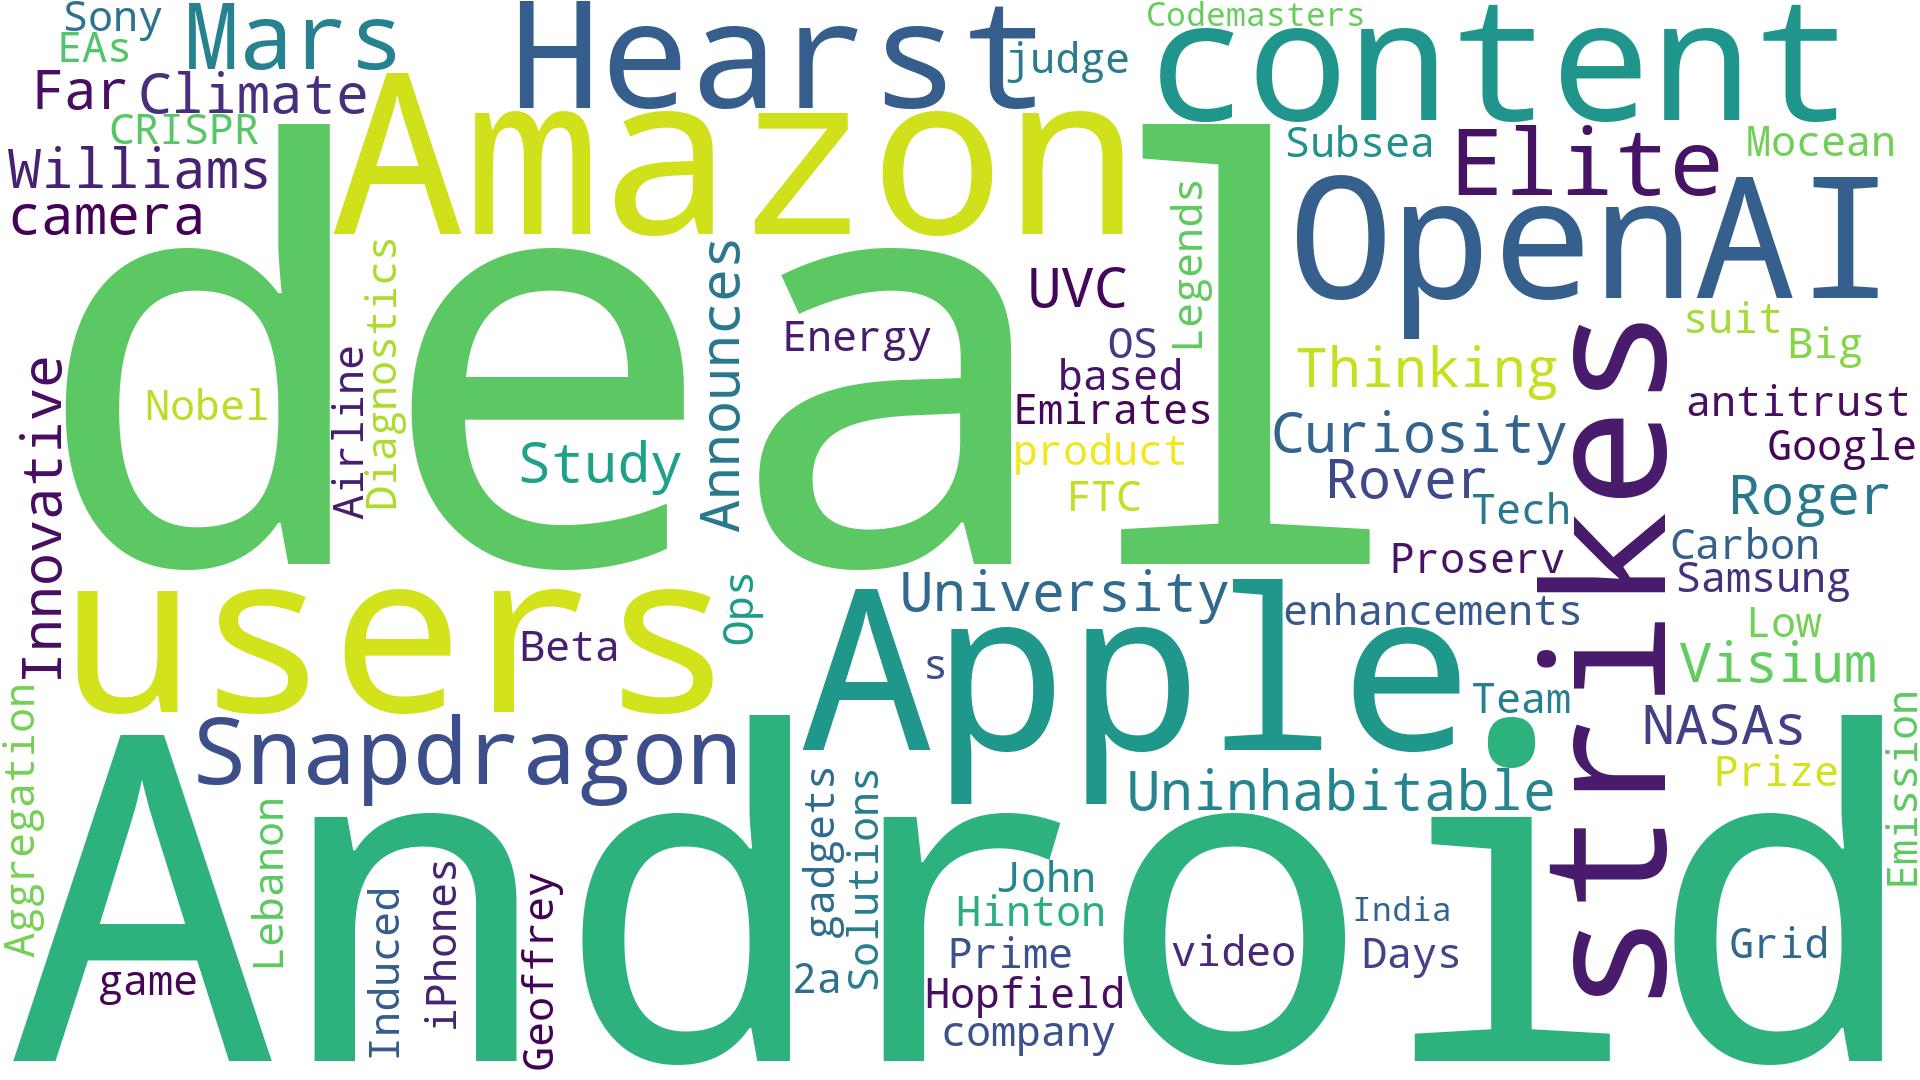 Sony
EAs
Mars
Hearst
judge
Codemasters
content
Far
Climate
CRISPR
Amazon
Williams
camera
Subsea
Elite
Mocean
OpenAI
deal
Legends
Diagnostics
Announces
UVC
Energy
OS
based
Emirates
product
FTC
Thinking
suit
Big
strikes
Nobel
Airline
Innovative
Study
Curiosity
Rover
Tech
Proserv
antitrust
Google
Roger
Carbon
Samsung
users
Beta
Ops
University
enhancements
Apple
s
Low
Visium
Team
NASAs
Prize
Emission
Snapdragon
Uninhabitable
Aggregation
Android
Lebanon
game
Induced
iPhones
Geoffrey
gadgets
Solutions
2a
John
Hinton
Prime
Hopfield
company
video
India
Days
Grid